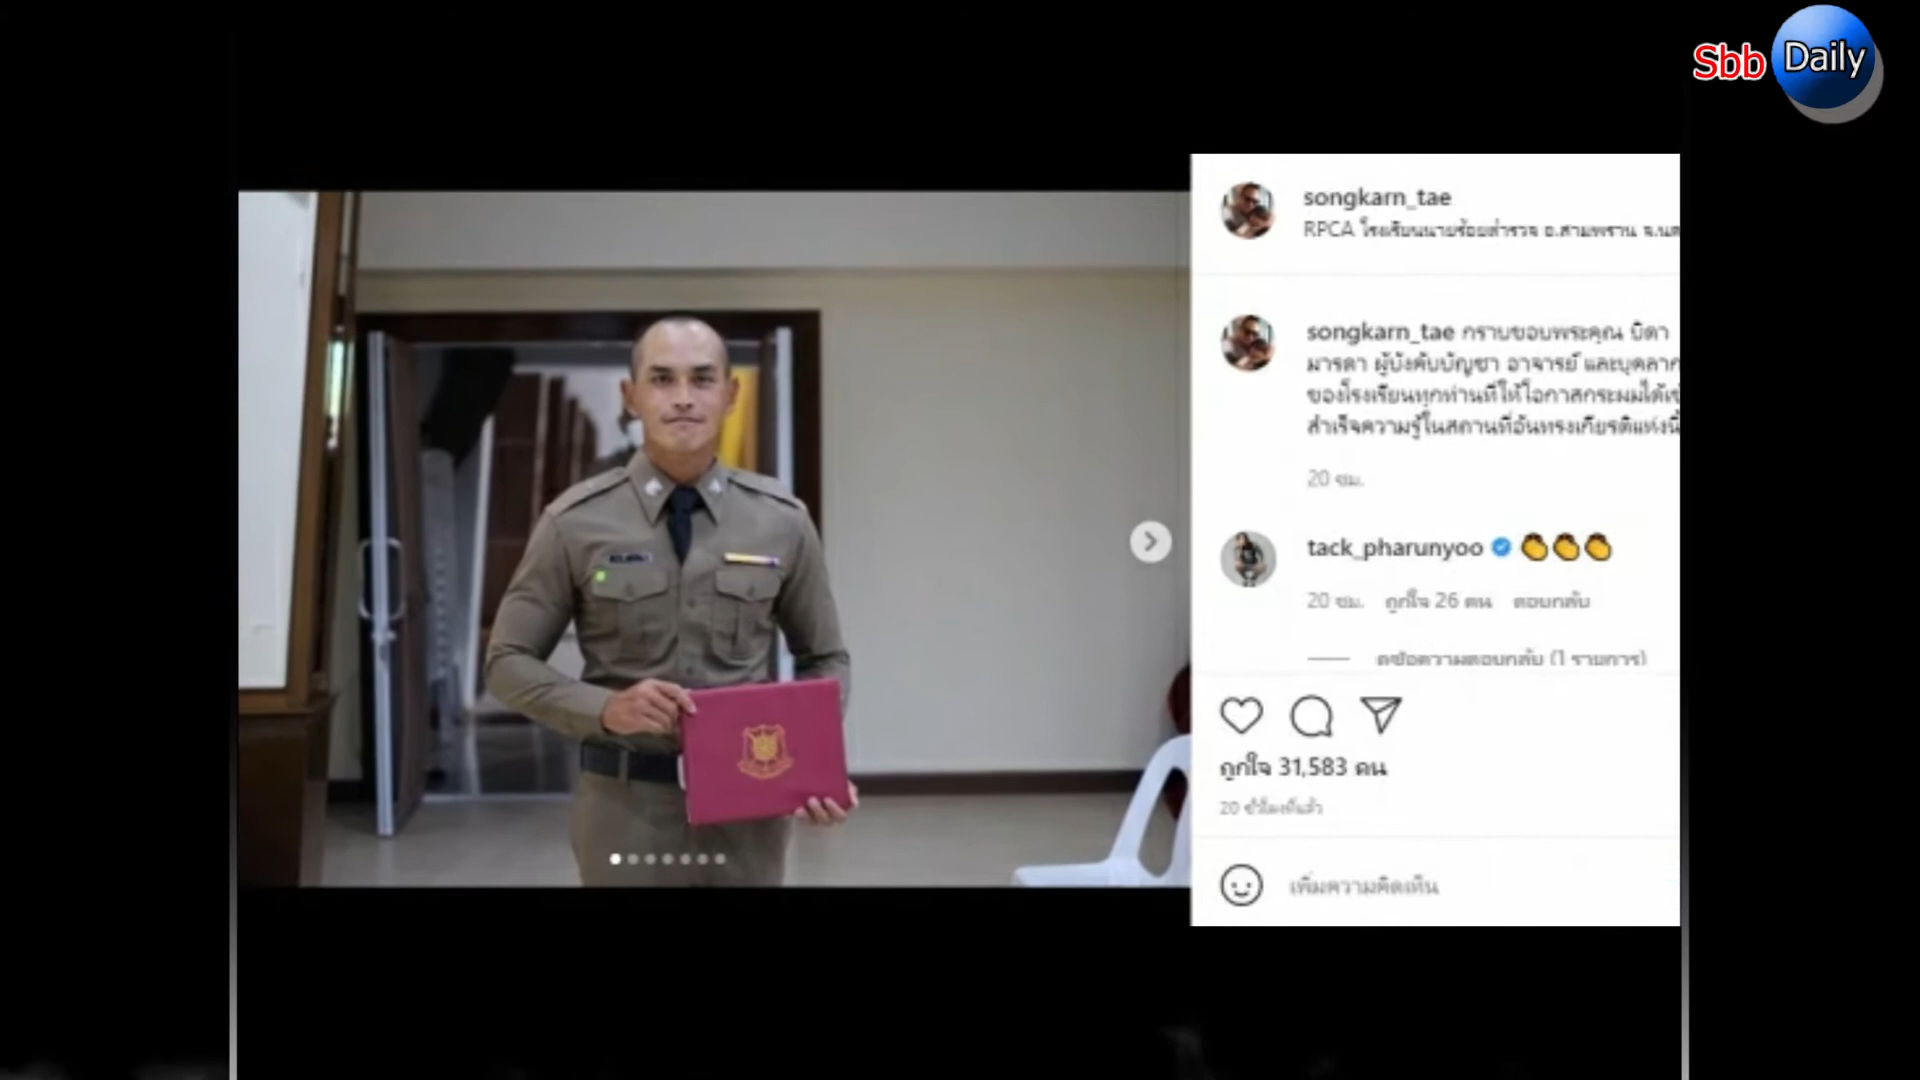 Sbb Daily
songkarn_tae
RPCA โรงเรียนนายร้อยตำรวจ อ.สามพราน จ.นค
songkarn_tae กราบขอบพระคุณ บิดา
มารดา ผู้บังคับบัญชา อาจารย์ และบุคลาก
ของโรงเรียนทุกท่านที่ให้โอกาสกระผมได้เข้
สำเร็จความรู้ในสถานที่อันทรงเกียรติแห่งนี้
20 ชม.
tack_pharunyoo 👏👏👏
20 ชม. ถูกใจ 26 คน ตอบกลับ
ดูข้อความตอบกลับ (1 รายการ)
ถูกใจ 31,583 คน
20 ชั่วโมงที่แล้ว
เพิ่มความคิดเห็น